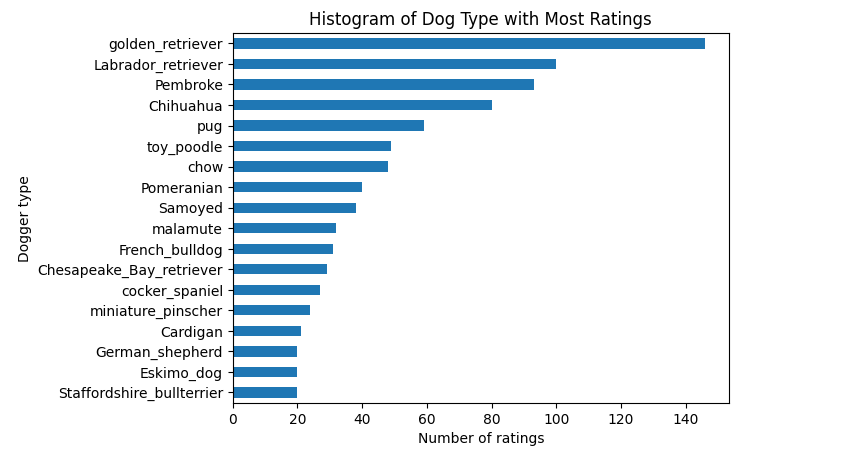 Histogram of Dog Type with Most Ratings
Dogger type
golden_retriever
Labrador_retriever
Pembroke
Chihuahua
pug
toy_poodle
chow
Pomeranian
Samoyed
malamute
French_bulldog
Chesapeake_Bay_retriever
cocker_spaniel
miniature_pinscher
Cardigan
German_shepherd
Eskimo_dog
Staffordshire_bullterrier
0 20 40 60 80 100 120 140
Number of ratings